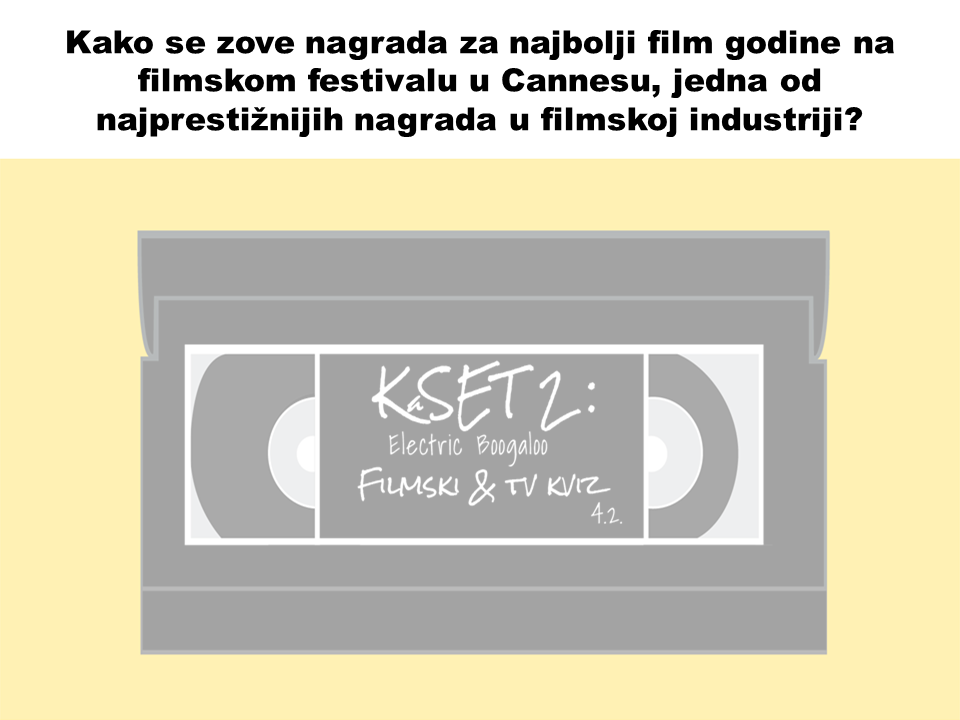 Kako se zove nagrada za najbolji film godine na
filmskom festivalu u Cannesu, jedna od
najprestižnijih nagrada u filmskoj industriji?
KaSET 2:
Electric Boogaloo
Filmski & TV kviz
4.2.